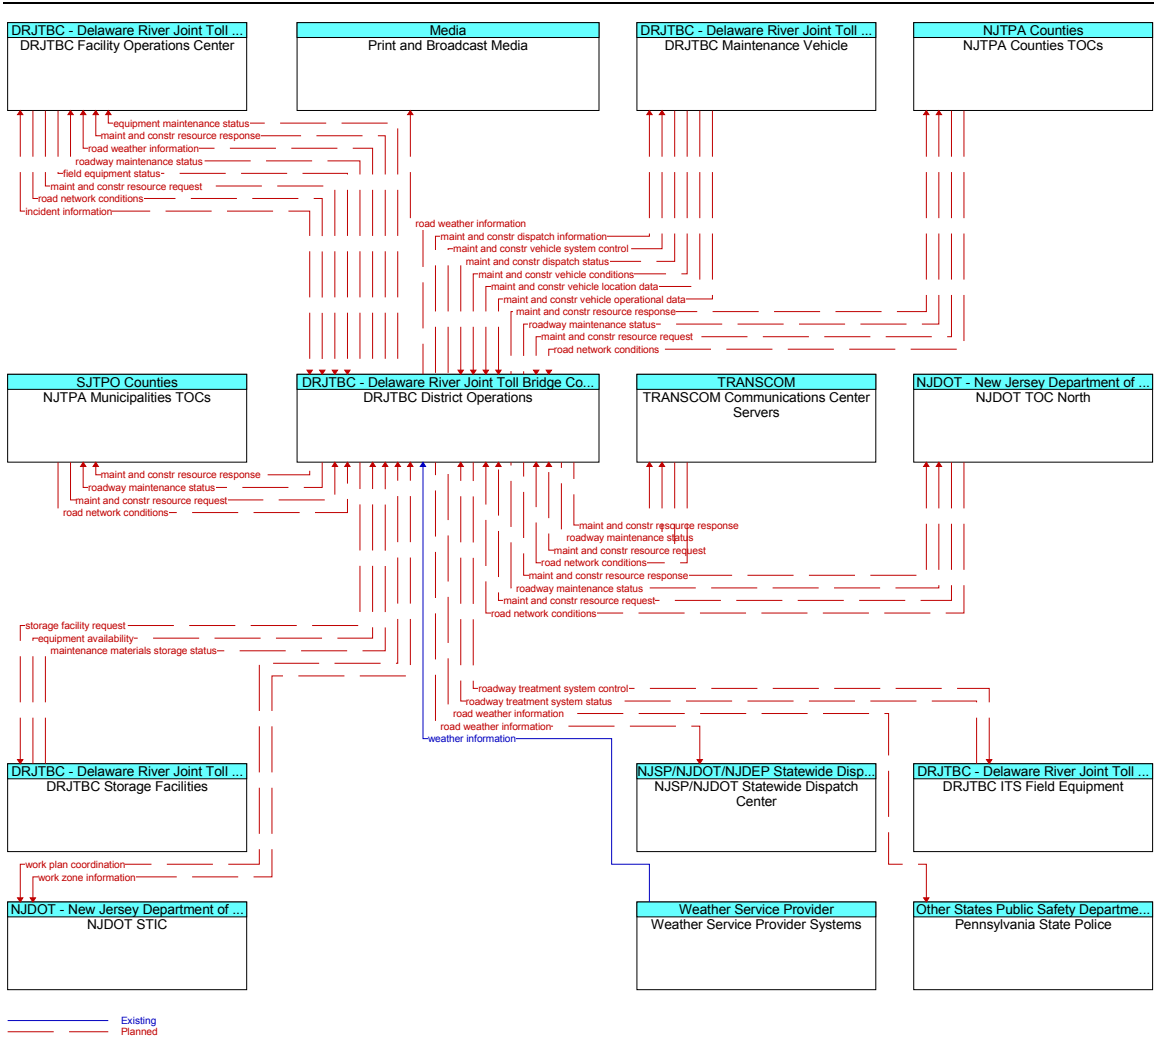 DRJTBC - Delaware River Joint Toll ...
DRJTBC Facility Operations Center
Media
Print and Broadcast Media
DRJTBC - Delaware River Joint Toll ...
DRJTBC Maintenance Vehicle
NJTPA Counties
NJTPA Counties TOCs
equipment maintenance status
maint and constr resource response
road weather information
roadway maintenance status
field equipment status
maint and constr resource request
road network conditions
incident information
road weather information
maint and constr dispatch information
maint and constr vehicle system control
maint and constr dispatch status
maint and constr vehicle conditions
maint and constr vehicle location data
maint and constr vehicle operational data
maint and constr resource response
roadway maintenance status
maint and constr resource request
road network conditions
SJTPO Counties
NJTPA Municipalities TOCs
DRJTBC - Delaware River Joint Toll Bridge Co...
DRJTBC District Operations
TRANSCOM
TRANSCOM Communications Center
Servers
NJDOT - New Jersey Department of ...
NJDOT TOC North
maint and constr resource response
roadway maintenance status
maint and constr resource request
road network conditions
maint and constr resource response
roadway maintenance status
maint and constr resource request
road network conditions
maint and constr resource response
roadway maintenance status
maint and constr resource request
road network conditions
storage facility request
equipment availability
maintenance materials storage status
roadway treatment system control
roadway treatment system status
road weather information
road weather information
weather information
DRJTBC - Delaware River Joint Toll ...
DRJTBC Storage Facilities
NJSP/NJDOT/NJDEP Statewide Disp...
NJSP/NJDOT Statewide Dispatch
Center
DRJTBC - Delaware River Joint Toll ...
DRJTBC ITS Field Equipment
work plan coordination
work zone information
NJDOT - New Jersey Department of ...
NJDOT STIC
Weather Service Provider
Weather Service Provider Systems
Other States Public Safety Departme...
Pennsylvania State Police
Existing
Planned